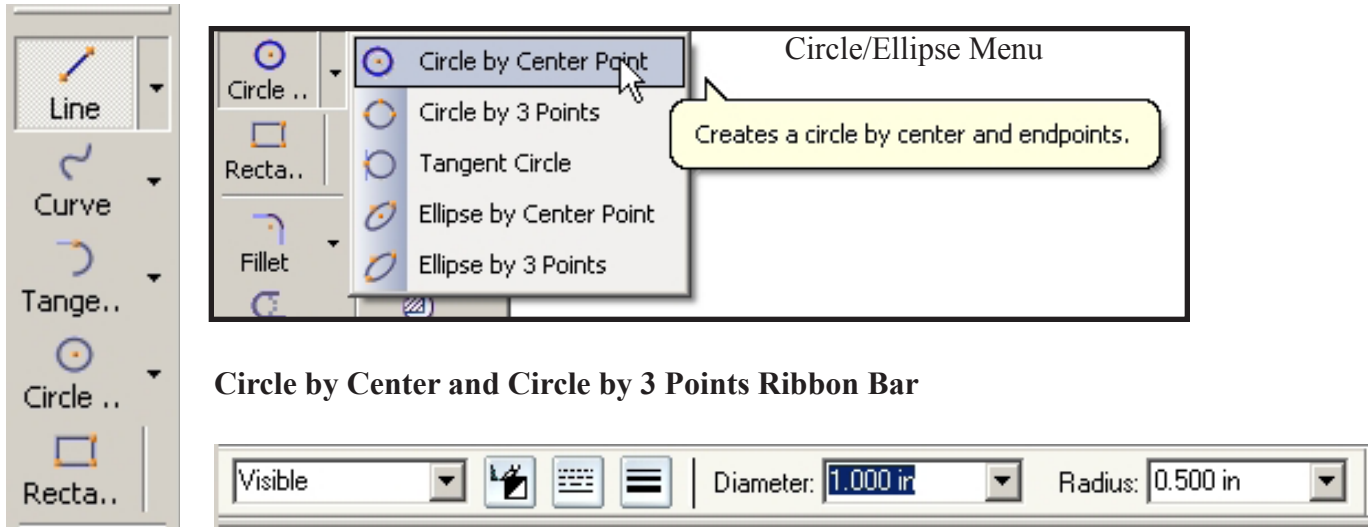 Line
Curve
Tange..
Circle ..
Recta..
Circle ..
Recta..
Fillet
Circle by Center Point
Circle by 3 Points
Tangent Circle
Ellipse by Center Point
Ellipse by 3 Points
Circle/Ellipse Menu
Creates a circle by center and endpoints.
Circle by Center and Circle by 3 Points Ribbon Bar
Visible Diameter: 1.000 in Radius: 0.500 in